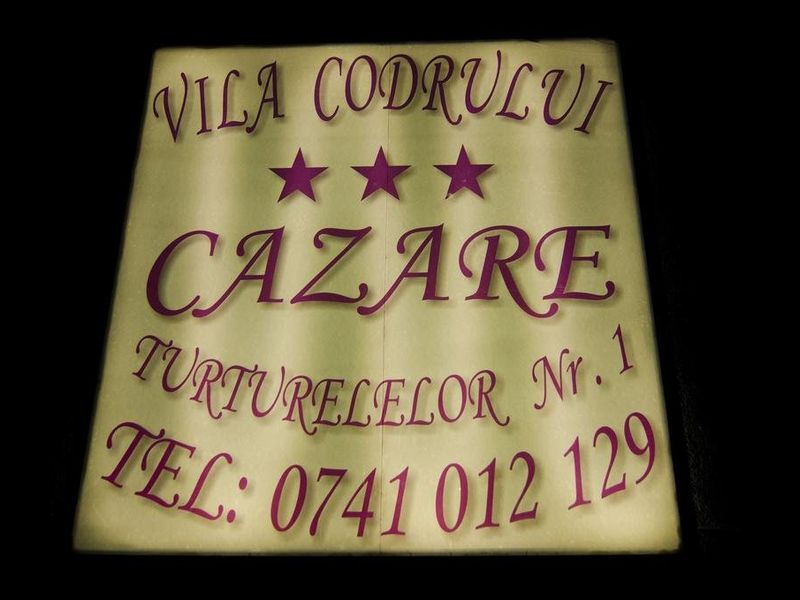 VILA CODRULUI
CAZARE
TURTURELELOR Nr. 1
TEL: 0741 012 129